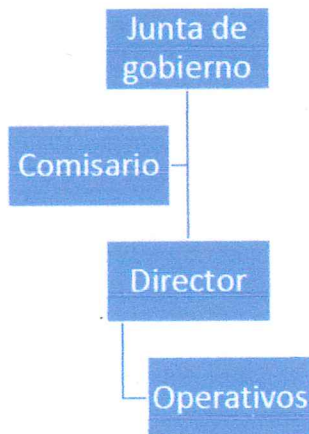 Junta de
gobierno
Comisario
Director
Operativos